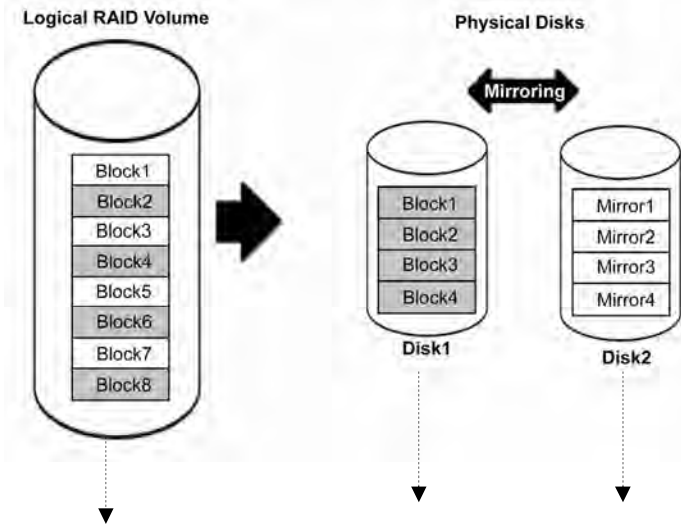 Logical RAID Volume
Physical Disks
Mirroring
Block1
Block2
Block3
Block4
Block5
Block6
Block7
Block8
Block1
Block2
Block3
Block4
Disk1
Mirror1
Mirror2
Mirror3
Mirror4
Disk2